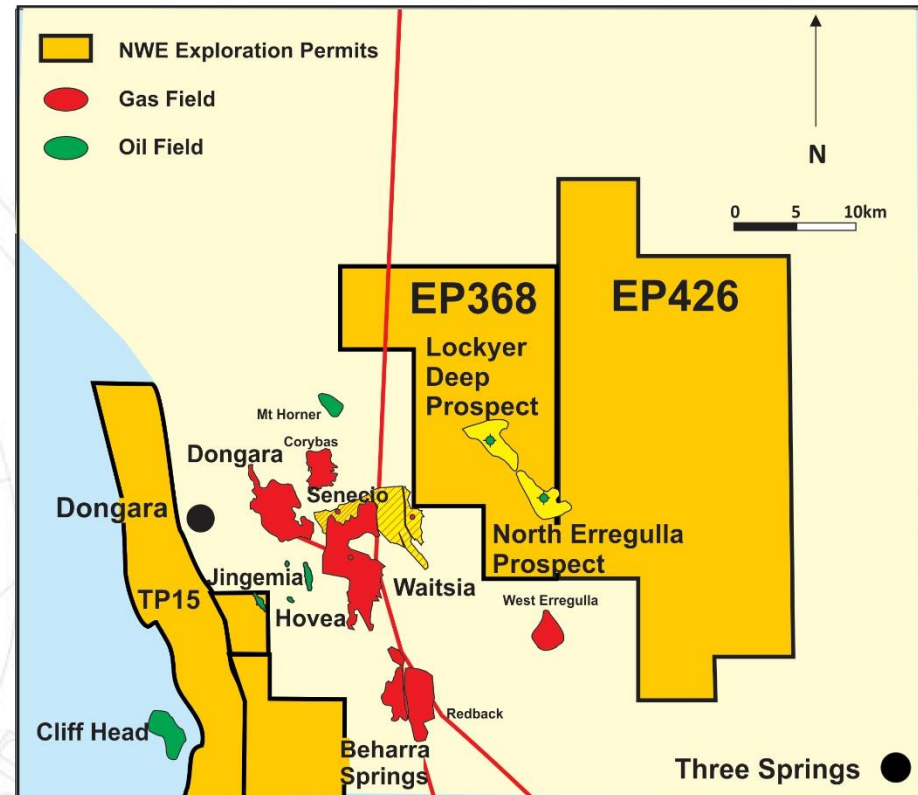 NWE Exploration Permits
Gas Field
Oil Field
N
0 5 10km
EP368
EP426
Lockyer
Deep
Prospect
Mt Horner
Corybas
Dongara
Senecio
Dongara
North Erregulla
Prospect
Jingemia
Waitsia
TP15
Hovea
West Erregulla
Redback
Cliff Head
Beharra
Springs
Three Springs